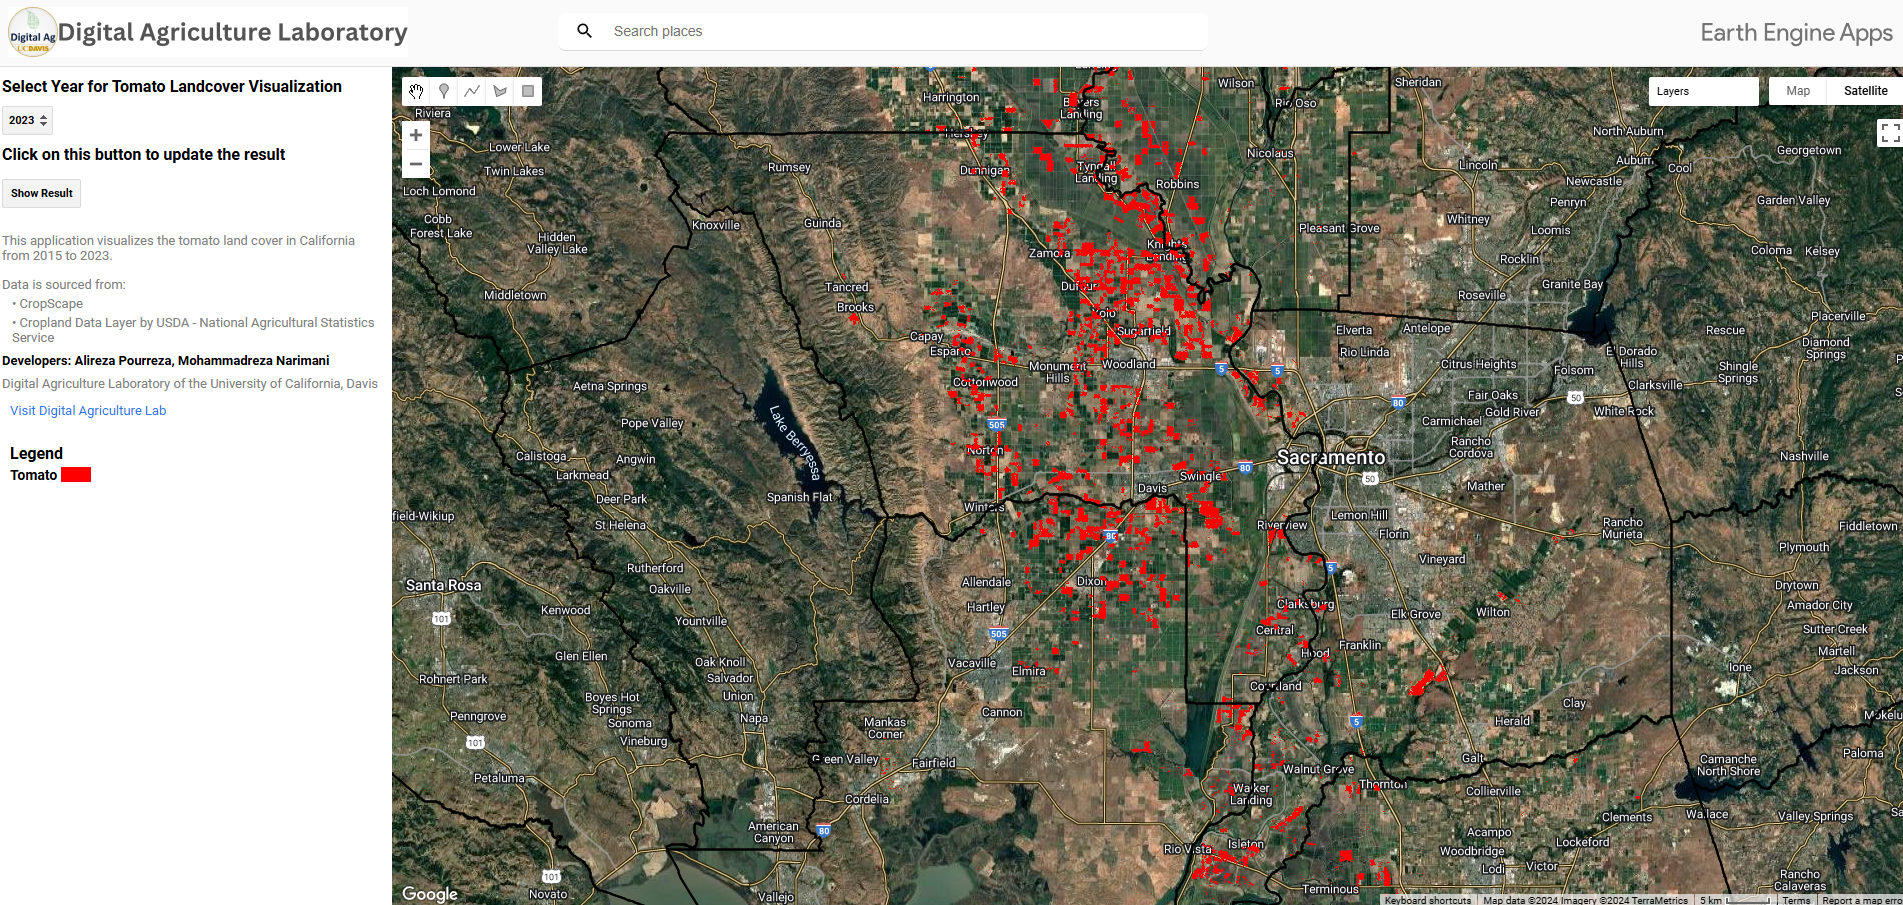 Digital Ag
UC DAVIS
Digital Agriculture Laboratory
Search places
Earth Engine Apps
Select Year for Tomato Landcover Visualization
2023
Click on this button to update the result
Show Result
This application visualizes the tomato land cover in California
from 2015 to 2023.
Data is sourced from:
• CropScape
• Cropland Data Layer by USDA - National Agricultural Statistics
Service
Developers: Alireza Pourreza, Mohammadreza Narimani
Digital Agriculture Laboratory of the University of California, Davis
Visit Digital Agriculture Lab
Legend
Tomato
Layers
Map
Satellite
Harrington
Wilson
Rio Oso
Sheridan
Riviera
Landing
Hershey
North Auburn
Auburn
Georgetown
Lower Lake
Twin Lakes
Rumsey
Dunnigan
Tyndall
Landing
Nicolaus
Lincoln
Cool
Loch Lomond
Robbins
Newcastle
Penryn
Garden Valley
Cobb
Forest Lake
Knoxville
Guinda
Pleasant Grove
Whitney
Loomis
Hidden
Valley Lake
Zamora
Knights
Landing
Rocklin
Coloma
Kelsey
Middletown
Tancred
Brooks
Dufour
Roseville
Granite Bay
Yolo
Sugarfield
Elverta
Antelope
Rescue
Placerville
Capay
Esparto
Monument
Hills
Woodland
Rio Linda
Citrus Heights
Folsom
El Dorado
Hills
Diamond
Springs
Shingle
Springs
Aetna Springs
Cottonwood
5
5
Clarksville
Lake Berryessa
80
Fair Oaks
Gold River
50
White Rock
Pope Valley
505
Carmichael
Rancho
Cordova
Calistoga
Angwin
Norton
Sacramento
Nashville
Larkmead
80
50
Swingle
Davis
Mather
Deer Park
Spanish Flat
Winters
field-Wikiup
St Helena
Riverview
Lemon Hill
Florin
Rancho
Murieta
Fiddletown
80
Vineyard
Plymouth
Rutherford
Oakville
Santa Rosa
Allendale
Dixon
5
Drytown
Amador City
101
Kenwood
Hartley
Clarksburg
Elk Grove
Wilton
Yountville
505
Central
Sutter Creek
Glen Ellen
Oak Knoll
Vacaville
Elmira
Hood
Franklin
Martell
Jackson
Rohnert Park
Salvador
Courtland
Ione
Boyes Hot
Springs
Union
Penngrove
Sonoma
Napa
Mankas
Corner
Cannon
5
Herald
Clay
101
Vineburg
Green Valley
Fairfield
Walnut Grove
Galt
Camanche
North Shore
Paloma
Petaluma
Cordelia
Walker
Landing
Thornton
Collierville
Clements
Wallace
Valley Springs
American
Canyon
80
Rio Vista
Isleton
Acampo
Woodbridge
Lockeford
Lodi
Victor
101
Novato
Vallejo
Terminous
Rancho
Calaveras
Google
Keyboard shortcuts
Map data ©2024 Imagery ©2024 TerraMetrics
5 km
Terms
Report a map err